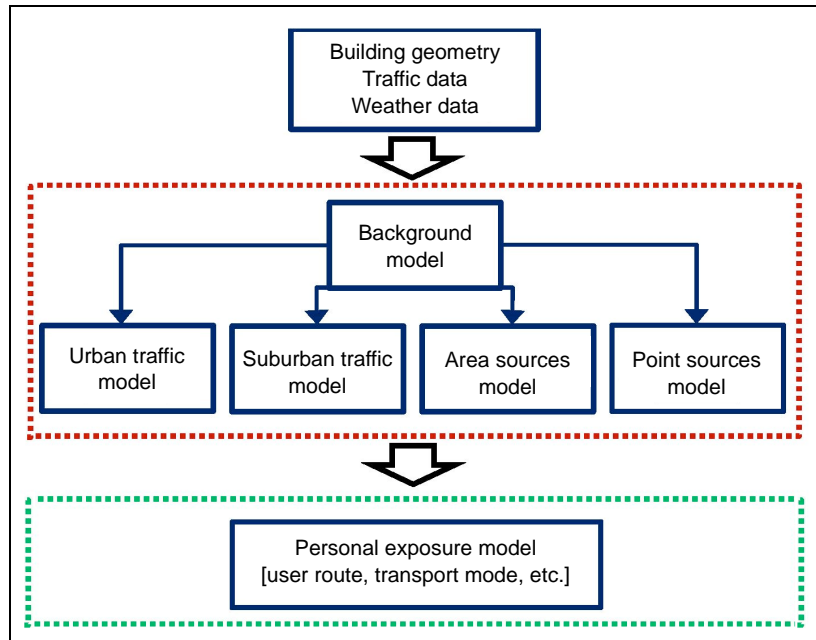 Building geometry
Traffic data
Weather data
Background
model
Urban traffic
model
Suburban traffic
model
Area sources
model
Point sources
model
Personal exposure model
[user route, transport mode, etc.]